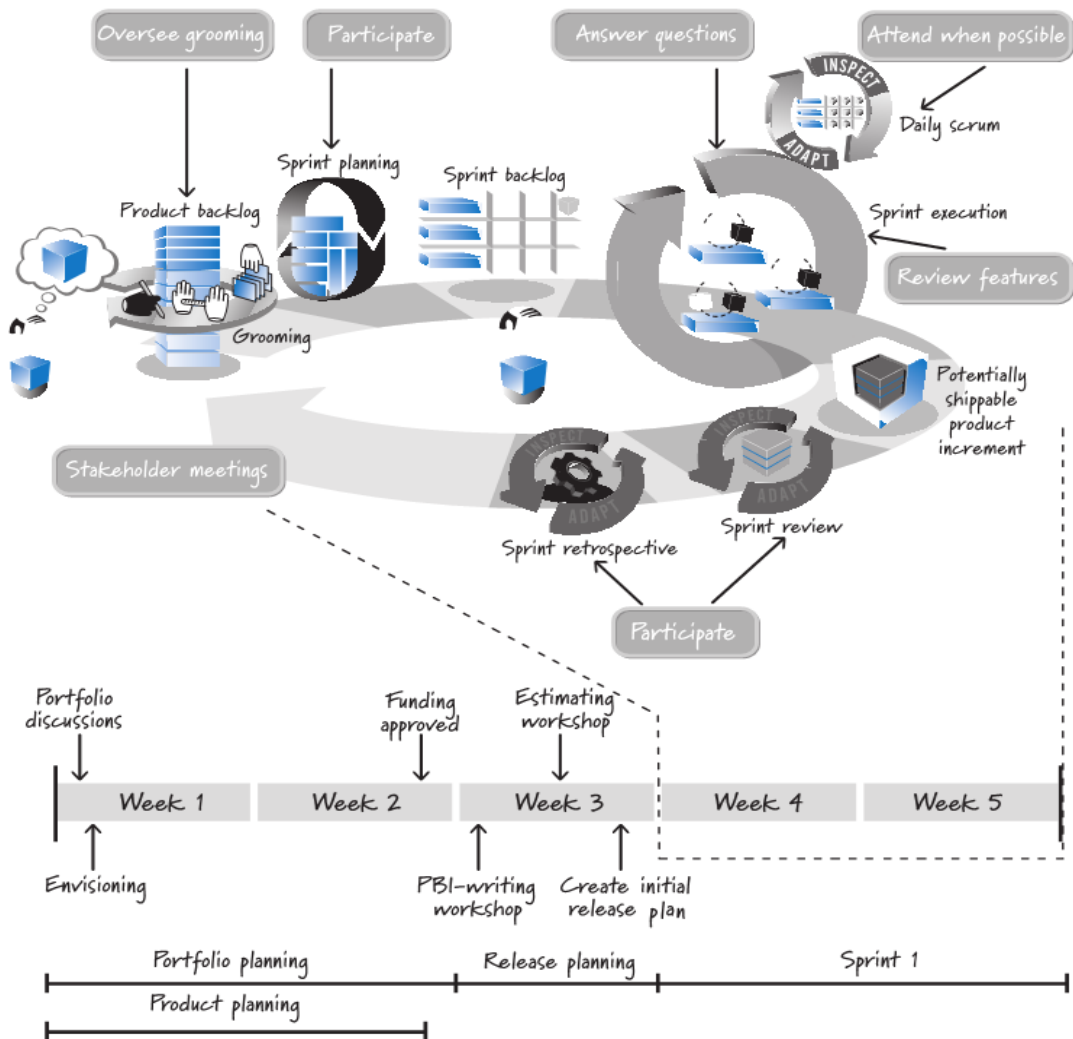 Oversee grooming
Participate
Answer questions
Attend when possible
INSPECT
ADAPT
Daily scrum
Sprint planning
Sprint backlog
Product backlog
Sprint execution
Review features
Grooming
Potentially
shippable
product
increment
Stakeholder meetings
INSPECT
ADAPT
INSPECT
ADAPT
Sprint review
Sprint retrospective
Participate
Portfolio
discussions
Funding
approved
Estimating
workshop
Week 1
Week 2
Week 3
Week 4
Week 5
Envisioning
PBI-writing
workshop
Create initial
release plan
Portfolio planning
Release planning
Sprint 1
Product planning